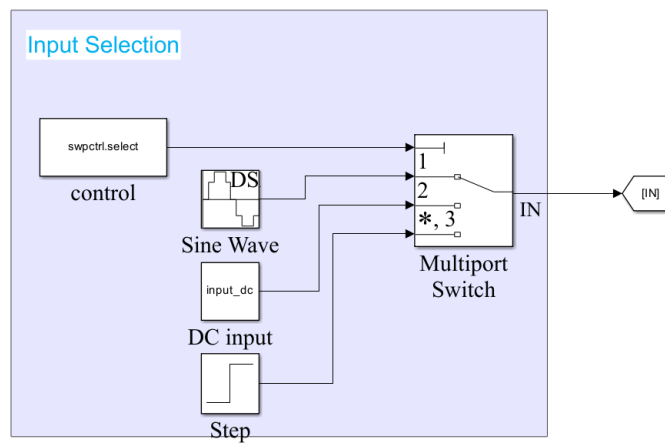 Input Selection
swpctrl.select
control
DS
Sine Wave
input_dc
DC input
Step
1
2
*, 3
Multiport
Switch
IN
[IN]